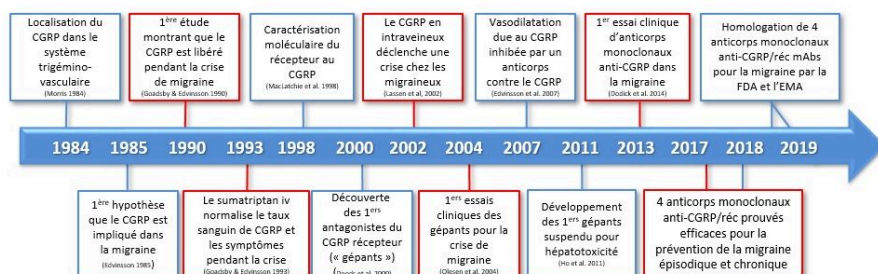 Localisation du
CGRP dans le
système
trigémino-
vasculaire
(Morris 1984)
1ère étude
montrant que le
CGRP est libéré
pendant la crise
de migraine
(Goadsby & Edvinsson 1990)
Caractérisation
moléculaire du
récepteur au
CGRP
(MacLatchie et al. 1998)
Le CGRP en
intraveineux
déclenche une
crise chez les
migraineux
(Lassen et al, 2002)
Vasodilatation
due au CGRP
inhibée par un
anticorps
contre le CGRP
(Edvinsson et al. 2007)
1er essai clinique
d'anticorps
monoclonaux
anti-CGRP dans
la migraine
(Dodick et al. 2014)
Homologation de 4
anticorps monoclonaux
anti-CGRP/réc mAbs
pour la migraine par la
FDA et l'EMA
1984 1985 1990 1993 1998 2000 2002 2004 2007 2011 2013 2017 2018 2019
1ère hypothèse
que le CGRP est
impliqué dans
la migraine
(Edvinsson 1985)
Le sumatriptan iv
normalise le taux
sanguin de CGRP et
les symptômes
pendant la crise
(Goadsby & Edvinsson 1993)
Découverte
des 1ers
antagonistes du
CGRP récepteur
(« gépants »)
1ers essais
cliniques des
gépants pour la
crise de
migraine
(Olesen et al. 2004)
Développement
des 1ers gépants
suspendu pour
hépatotoxicité
(Ho et al. 2011)
4 anticorps monoclonaux
anti-CGRP/réc prouvés
efficaces pour la
prévention de la migraine
épisodique et chronique